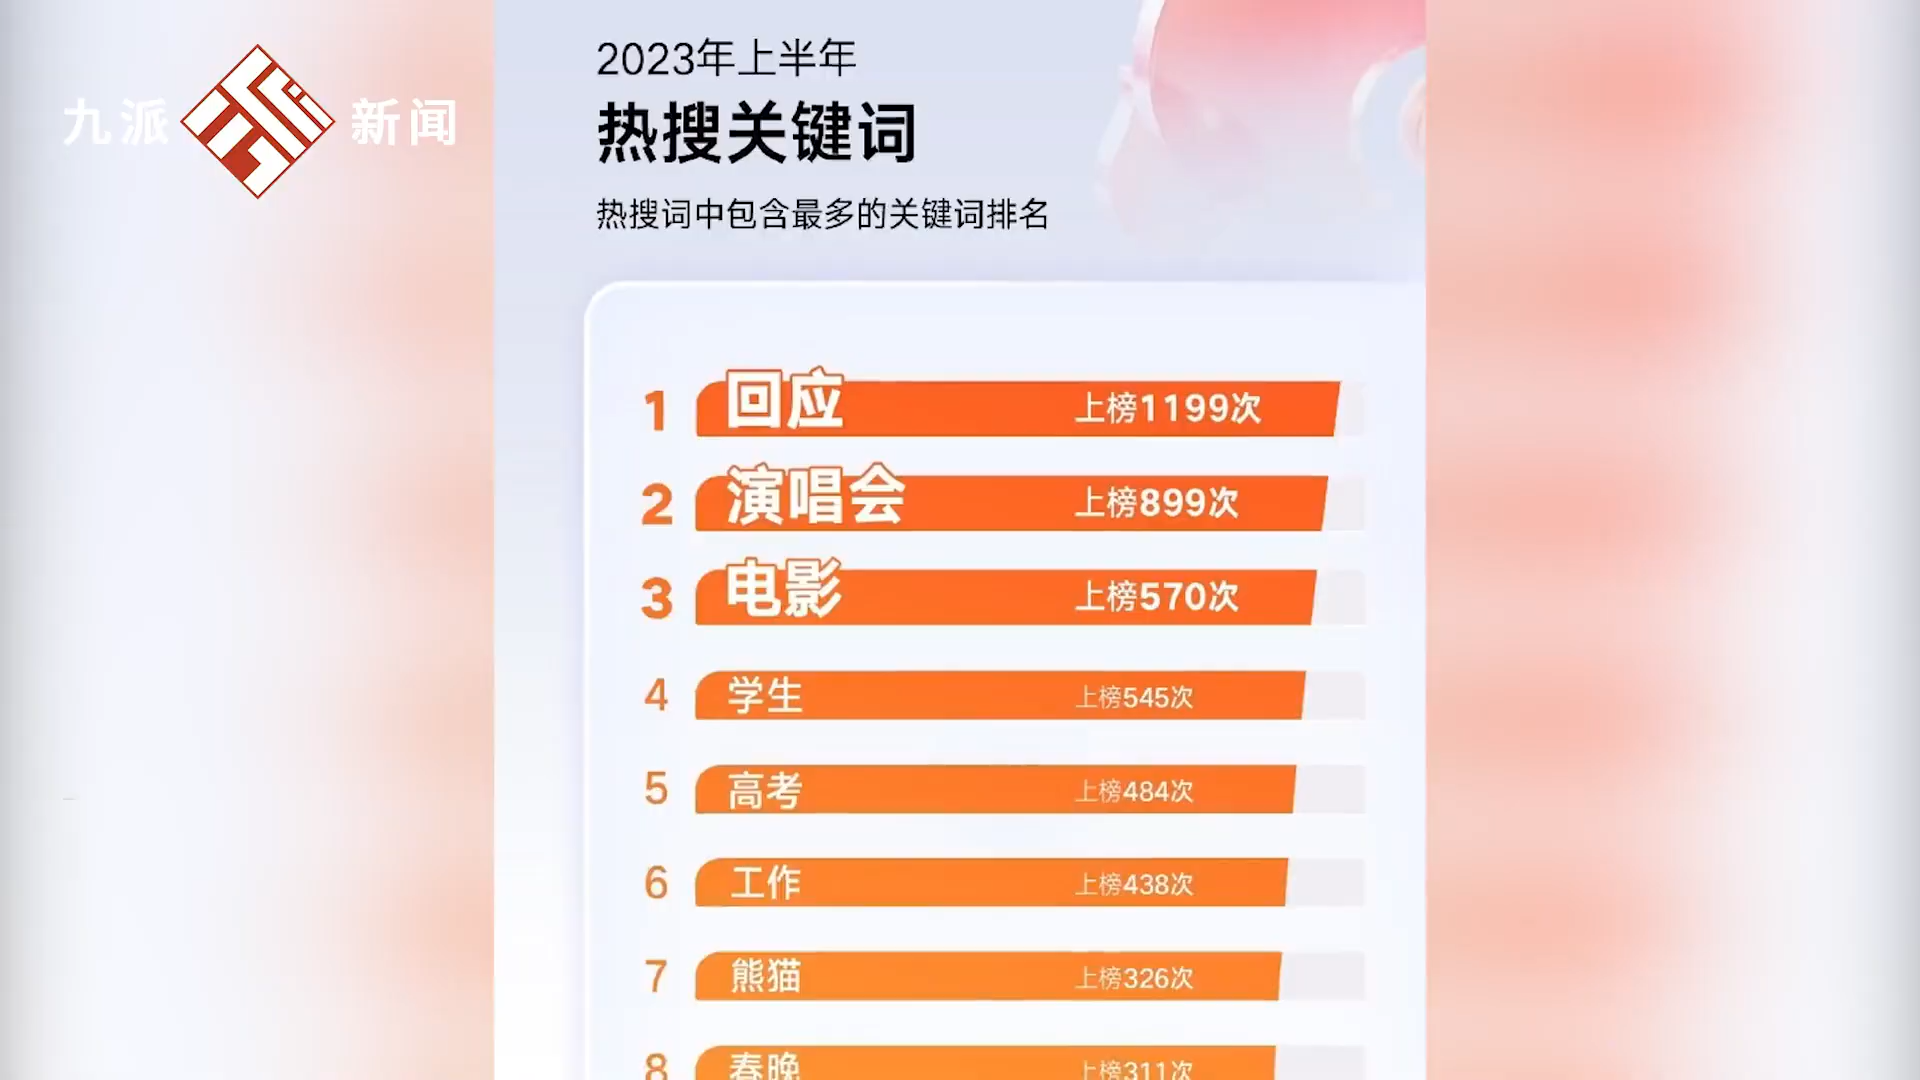 九派 新闻
2023年上半年
热搜关键词
热搜词中包含最多的关键词排名
1 回应 上榜1199次
2 演唱会 上榜899次
3 电影 上榜570次
4 学生 上榜545次
5 高考 上榜484次
6 工作 上榜438次
7 熊猫 上榜326次
8 春晚 上榜311次